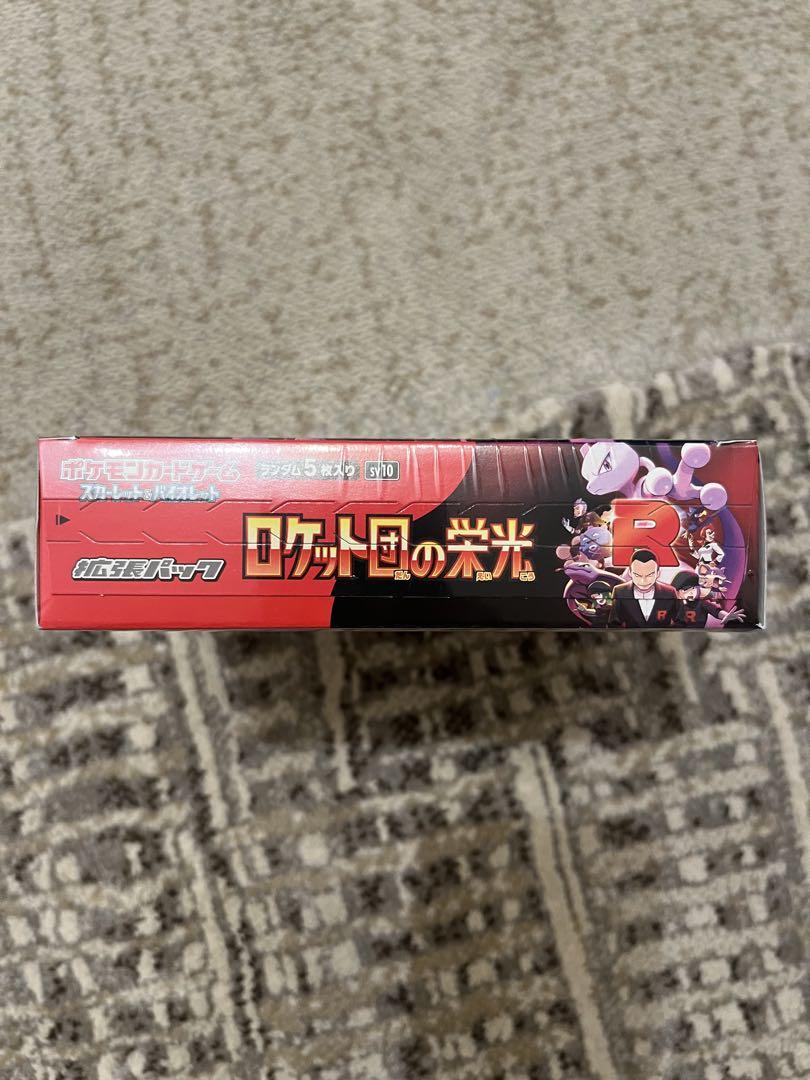 ポケモンカードゲーム
スカーレット&バイオレット
ランダム5枚入り
sv10
拡張パック
ロケット団の栄光
だん えい こう
R
R R